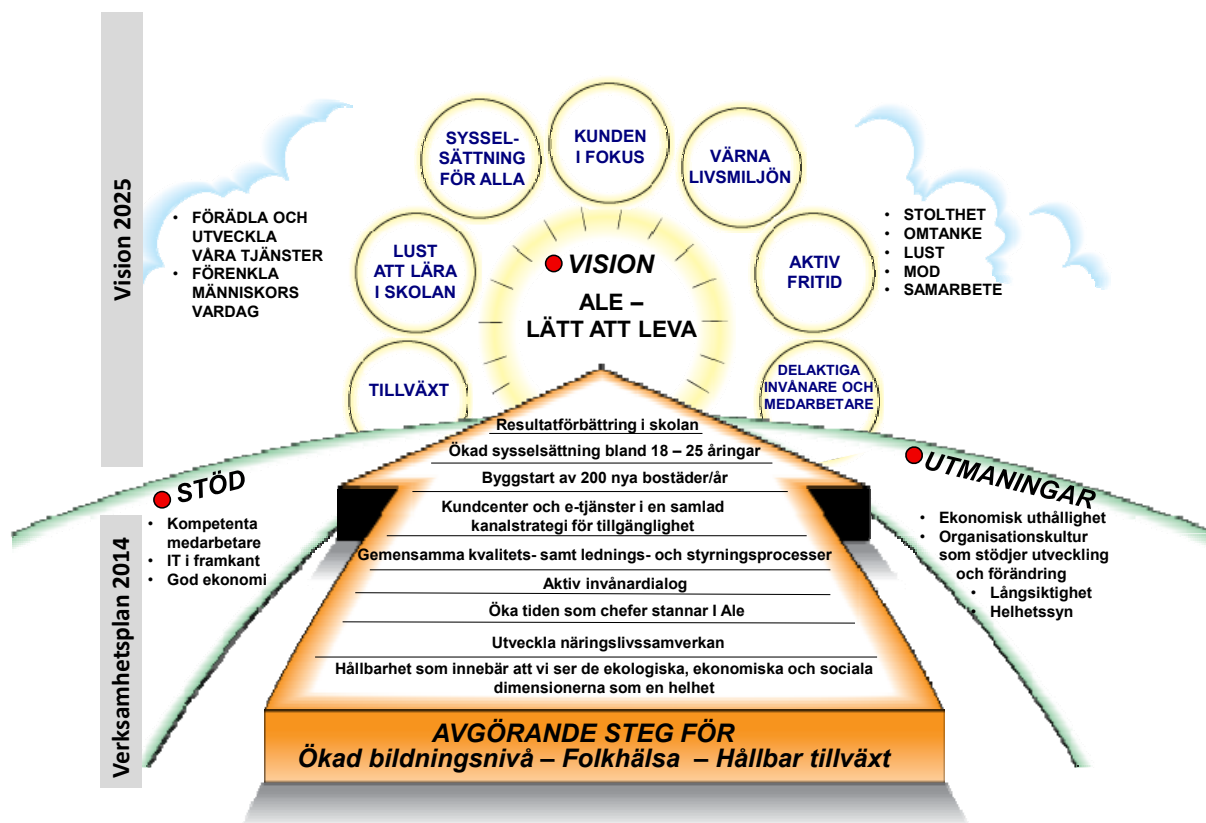 Vision 2025
Verksamhetsplan 2014
SYSSEL-
SÄTTNING
FÖR ALLA
KUNDEN
I FOKUS
VÄRNA
LIVSMILJÖN
• FÖRÄDLA OCH
UTVECKLA
VÅRA TJÄNSTER
• FÖRENKLA
MÄNNISKORS
VARDAG
LUST
ATT LÄRA
I SKOLAN
VISION
ALE –
LÄTT ATT LEVA
AKTIV
FRITID
• STOLTHET
• OMTANKE
• LUST
• MOD
• SAMARBETE
TILLVÄXT
DELAKTIGA
INVÅNARE OCH
MEDARBETARE
Resultatförbättring i skolan
Ökad sysselsättning bland 18 – 25 åringar
Byggstart av 200 nya bostäder/år
Kundcenter och e-tjänster i en samlad
kanalstrategi för tillgänglighet
Gemensamma kvalitets- samt lednings- och styrningsprocesser
Aktiv invånardialog
Öka tiden som chefer stannar I Ale
Utveckla näringslivssamverkan
Hållbarhet som innebär att vi ser de ekologiska, ekonomiska och sociala
dimensionerna som en helhet
STÖD
• Kompetenta
medarbetare
• IT i framkant
• God ekonomi
UTMANINGAR
• Ekonomisk uthållighet
• Organisationskultur
som stödjer utveckling
och förändring
• Långsiktighet
• Helhetssyn
AVGÖRANDE STEG FÖR
Ökad bildningsnivå – Folkhälsa – Hållbar tillväxt